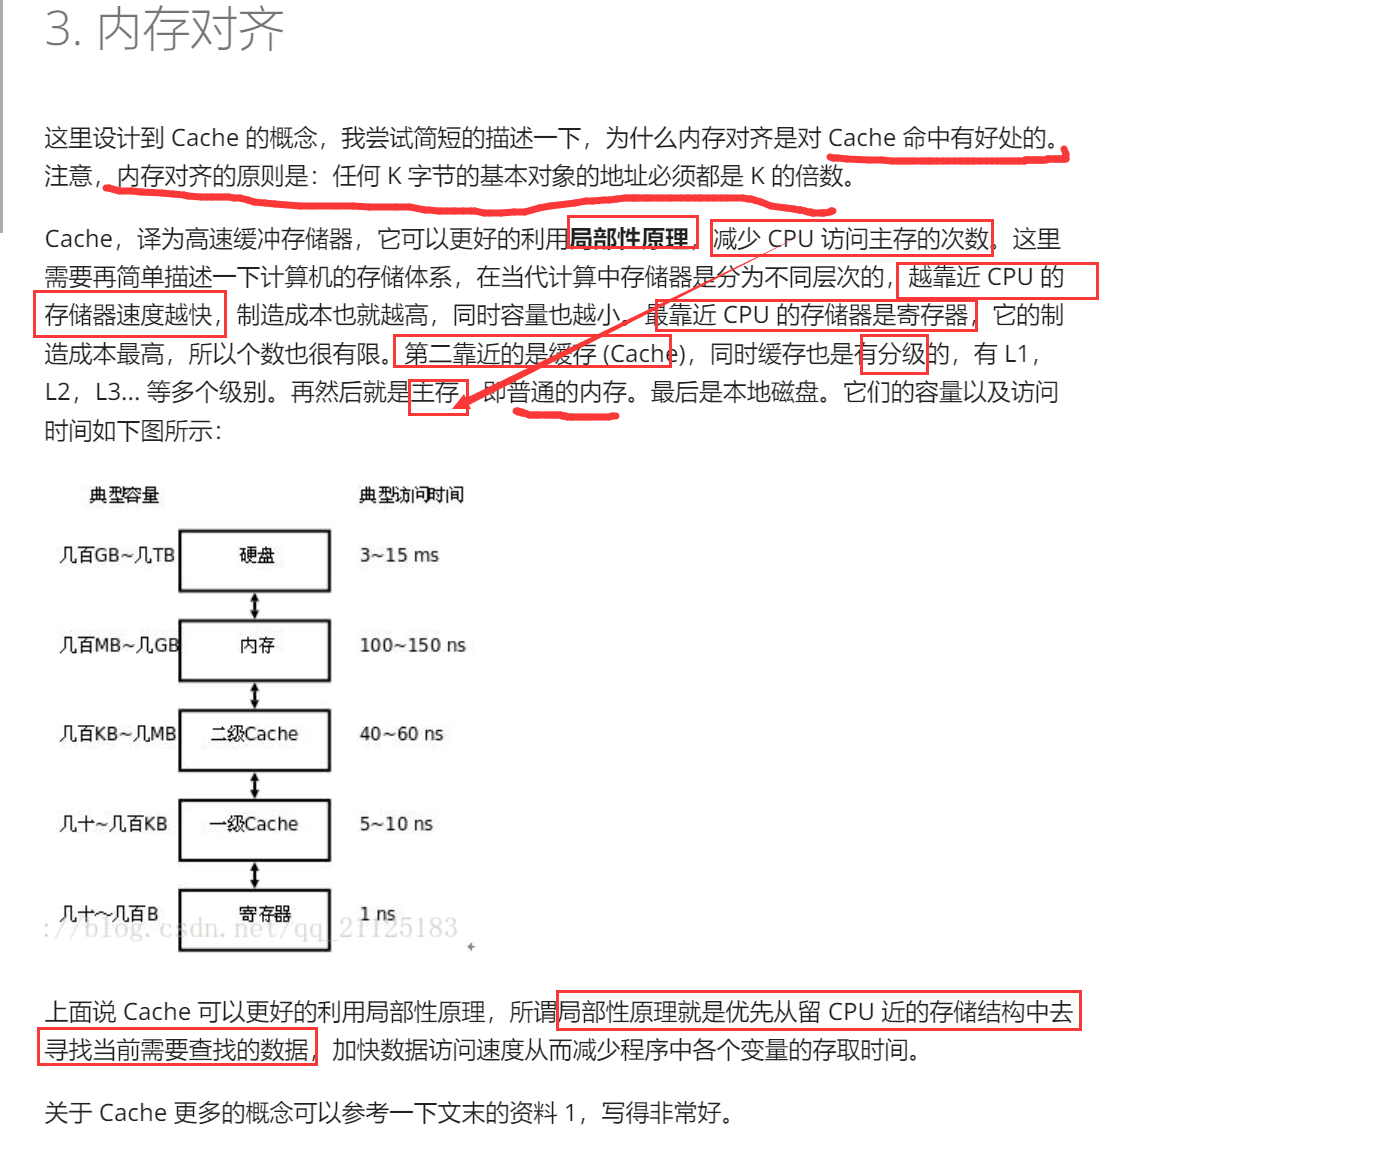 3. 内存对齐
这里设计到 Cache 的概念，我尝试简短的描述一下，为什么内存对齐是对 Cache 命中有好处的。
注意，内存对齐的原则是：任何 K 字节的基本对象的地址必须都是 K 的倍数。
Cache，译为高速缓冲存储器，它可以更好的利用局部性原理，减少 CPU 访问主存的次数。这里
需要再简单描述一下计算机的存储体系，在当代计算中存储器是分为不同层次的，越靠近 CPU 的
存储器速度越快，制造成本也就越高，同时容量也越小。最靠近 CPU 的存储器是寄存器，它的制
造成本最高，所以个数也很有限。第二靠近的是缓存 (Cache)，同时缓存也是有分级的，有 L1，
L2，L3... 等多个级别。再然后就是主存，即普通的内存。最后是本地磁盘。它们的容量以及访问
时间如下图所示：
典型容量 典型访问时间
几百GB~几TB 硬盘 3~15 ms
几百MB~几GB 内存 100~150 ns
几百KB~几MB 二级Cache 40~60 ns
几十~几百KB 一级Cache 5~10 ns
几十～几百B 寄存器 1 ns
://blog.csdn.net/qq_21125183
上面说 Cache 可以更好的利用局部性原理，所谓局部性原理就是优先从留 CPU 近的存储结构中去
寻找当前需要查找的数据，加快数据访问速度从而减少程序中各个变量的存取时间。
关于 Cache 更多的概念可以参考一下文末的资料 1，写得非常好。